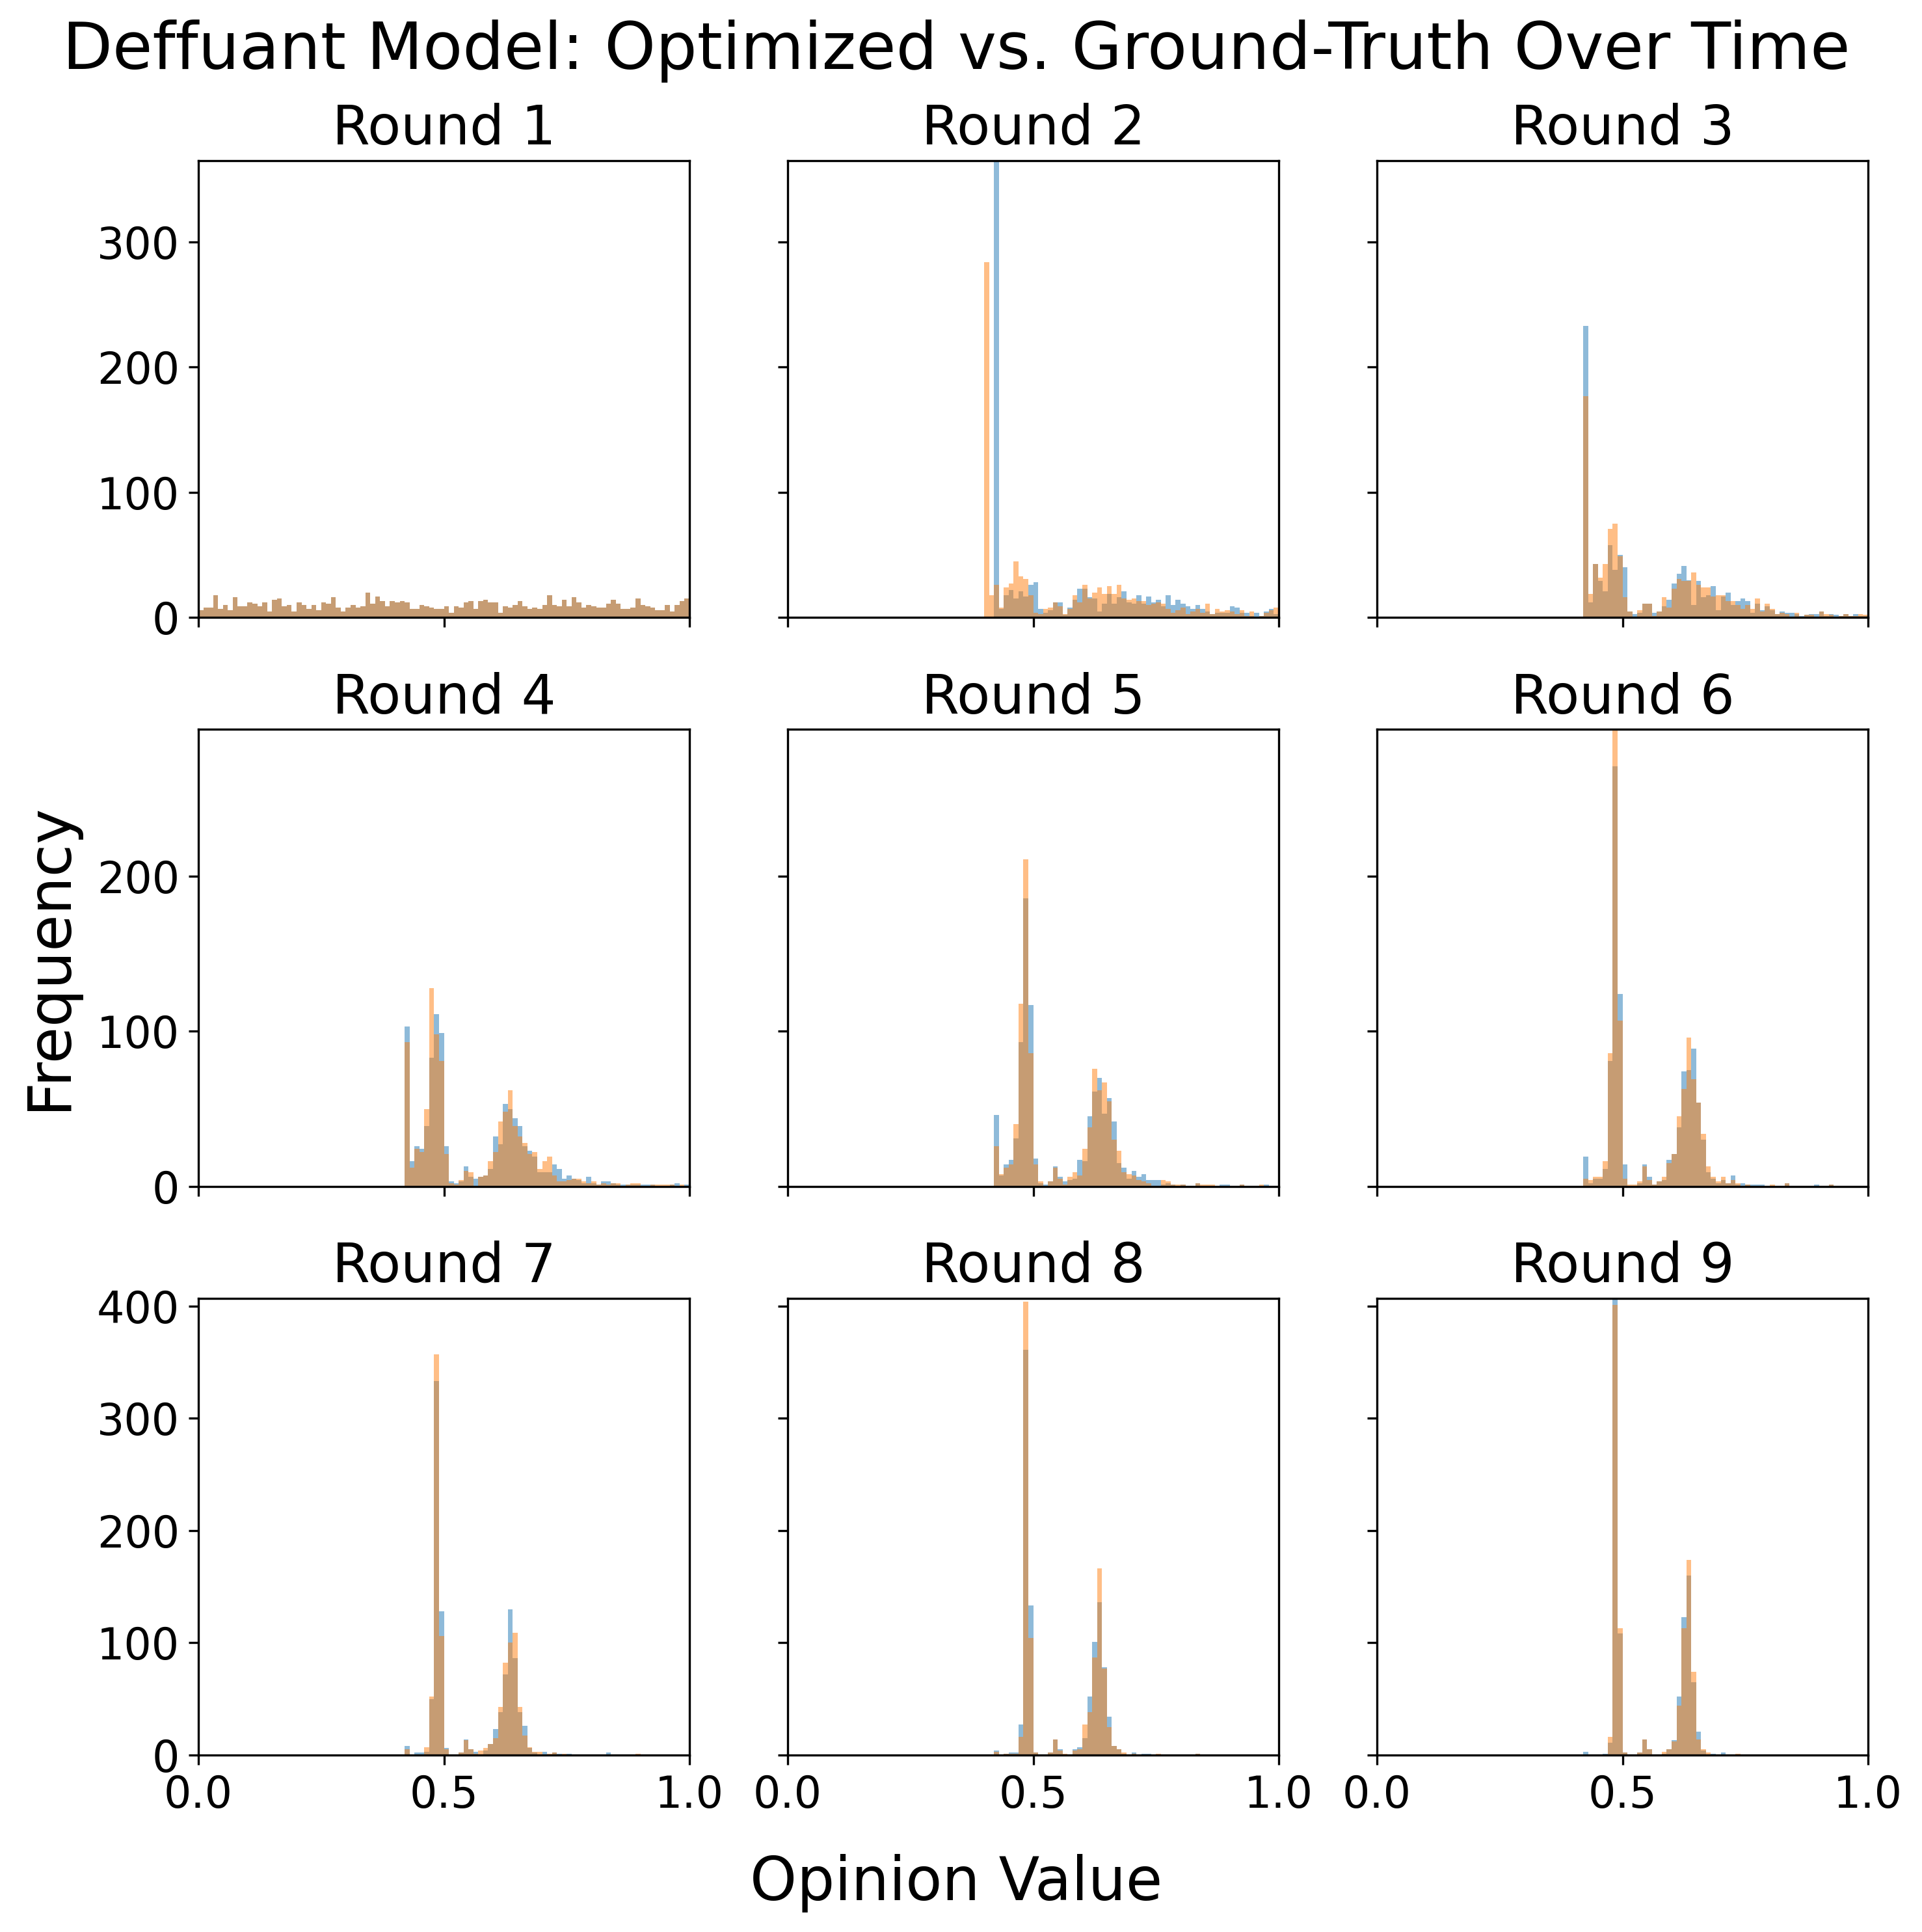 Deffuant Model: Optimized vs. Ground-Truth Over Time
Round 1
Round 2
Round 3
300
200
100
0
Round 4
Round 5
Round 6
Frequency
200
100
0
Round 7
Round 8
Round 9
400
300
200
100
0
0.0
0.5
1.0
0.0
0.5
1.0
0.0
0.5
1.0
Opinion Value